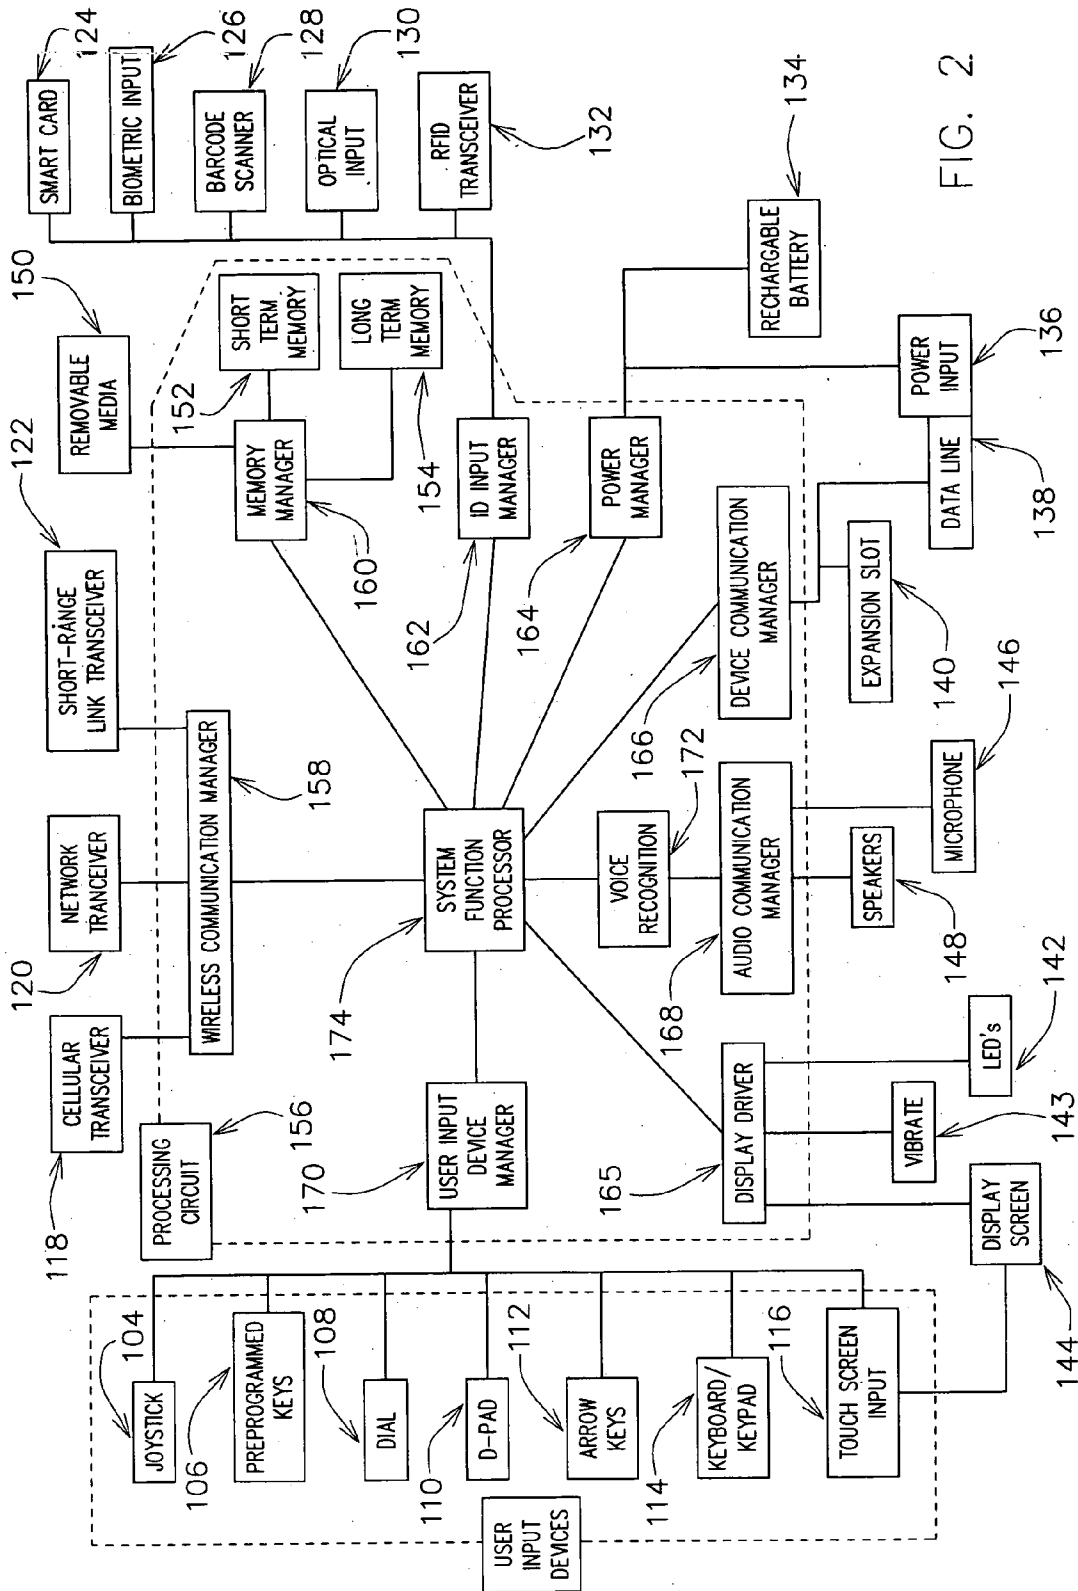 118
CELLULAR
TRANSCEIVER
120
NETWORK
TRANCEIVER
122
SHORT-RANGE
LINK TRANSCEIVER
150
REMOVABLE
MEDIA
124
SMART CARD
126
BIOMETRIC INPUT
128
BARCODE
SCANNER
130
OPTICAL
INPUT
132
RFID
TRANSCEIVER
PROCESSING
CIRCUIT
156
WIRELESS COMMUNICATION MANAGER
158
MEMORY
MANAGER
160
152
SHORT
TERM
MEMORY
154
LONG
TERM
MEMORY
104
JOYSTICK
106
PREPROGRAMMED
KEYS
108
DIAL
110
D-PAD
112
ARROW
KEYS
114
KEYBOARD/
KEYPAD
116
TOUCH SCREEN
INPUT
USER
INPUT
DEVICES
170
USER INPUT
DEVICE
MANAGER
174
SYSTEM
FUNCTION
PROCESSOR
162
ID INPUT
MANAGER
164
POWER
MANAGER
165
DISPLAY DRIVER
VOICE
RECOGNITION
172
168
AUDIO COMMUNICATION
MANAGER
166
DEVICE COMMUNICATION
MANAGER
RECHARGABLE
BATTERY
134
POWER
INPUT
136
DATA LINE
138
EXPANSION SLOT
140
MICROPHONE
146
SPEAKERS
148
LED's
142
VIBRATE
143
DISPLAY
SCREEN
144
FIG. 2